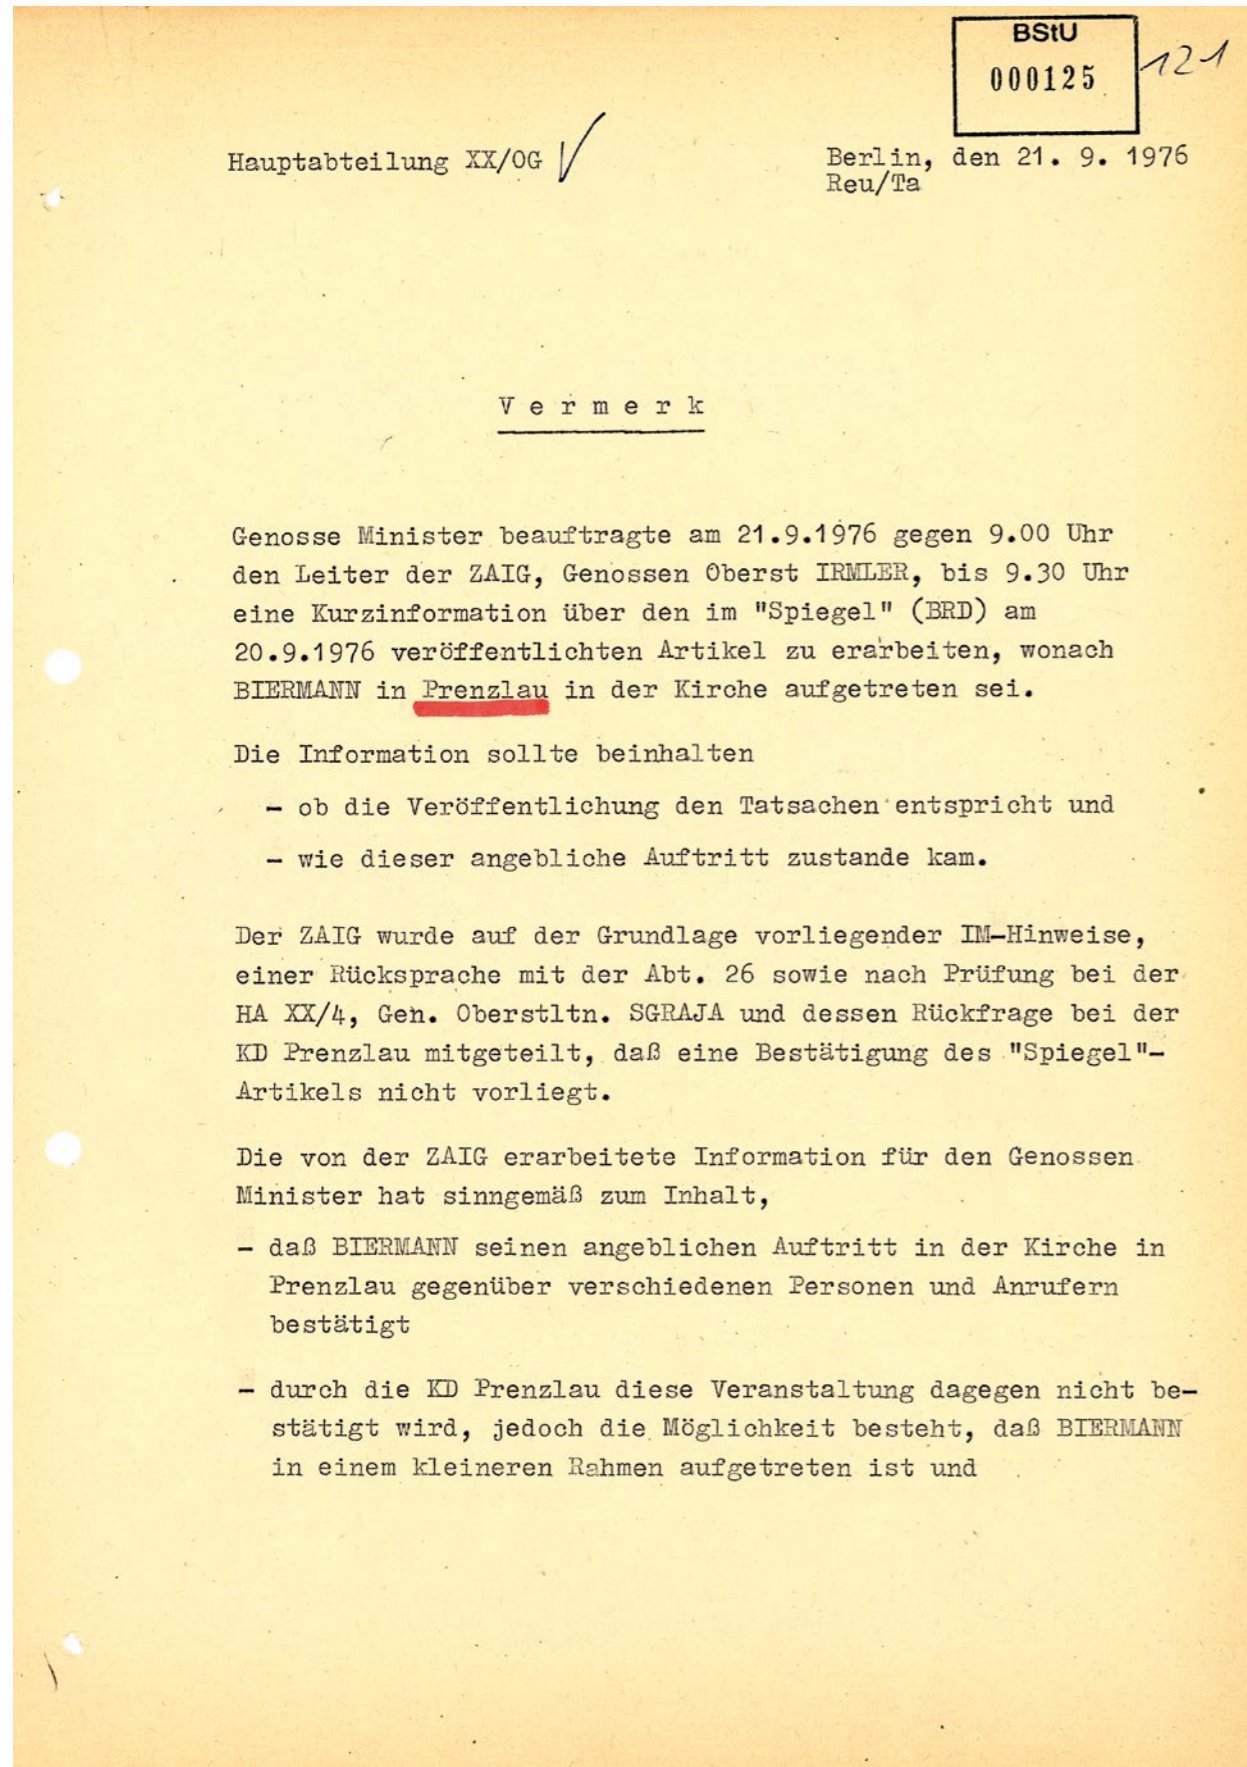 BStU
000125
121
Hauptabteilung XX/OG
Berlin, den 21. 9. 1976
Reu/Ta
V e r m e r k
Genosse Minister beauftragte am 21.9.1976 gegen 9.00 Uhr
den Leiter der ZAIG, Genossen Oberst IRMLER, bis 9.30 Uhr
eine Kurzinformation über den im "Spiegel" (BRD) am
20.9.1976 veröffentlichten Artikel zu erarbeiten, wonach
BIERMANN in Prenzlau in der Kirche aufgetreten sei.
Die Information sollte beinhalten
- ob die Veröffentlichung den Tatsachen entspricht und
- wie dieser angebliche Auftritt zustande kam.
Der ZAIG wurde auf der Grundlage vorliegender IM-Hinweise,
einer Rücksprache mit der Abt. 26 sowie nach Prüfung bei der
HA XX/4, Gen. Oberstltn. SGRAJA und dessen Rückfrage bei der
KD Prenzlau mitgeteilt, daß eine Bestätigung des "Spiegel"-
Artikels nicht vorliegt.
Die von der ZAIG erarbeitete Information für den Genossen
Minister hat sinngemäß zum Inhalt,
- daß BIERMANN seinen angeblichen Auftritt in der Kirche in
Prenzlau gegenüber verschiedenen Personen und Anrufern
bestätigt
- durch die KD Prenzlau diese Veranstaltung dagegen nicht be-
stätigt wird, jedoch die Möglichkeit besteht, daß BIERMANN
in einem kleineren Rahmen aufgetreten ist und